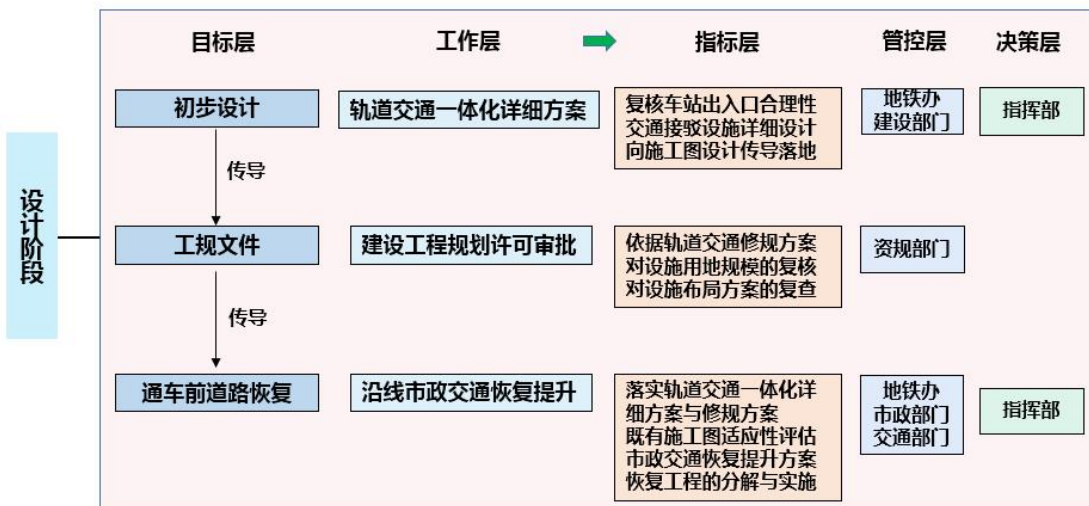 设计阶段
目标层
工作层
指标层
管控层
决策层
初步设计
轨道交通一体化详细方案
复核车站出入口合理性
交通接驳设施详细设计
向施工图设计传导落地
地铁办
建设部门
指挥部
传导
工规文件
建设工程规划许可审批
依据轨道交通修规方案
对设施用地规模的复核
对设施布局方案的复查
资规部门
传导
通车前道路恢复
沿线市政交通恢复提升
落实轨道交通一体化详
细方案与修规方案
既有施工图适应性评估
市政交通恢复提升方案
恢复工程的分解与实施
地铁办
市政部门
交通部门
指挥部